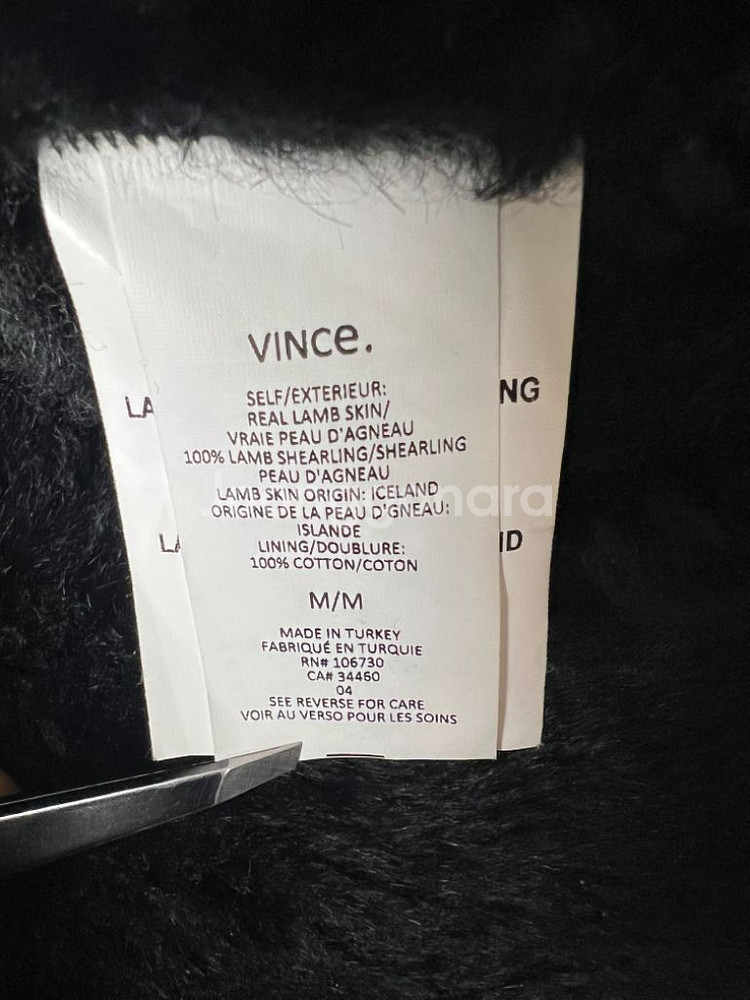 VINCE.
SELF/EXTERIEUR:
REAL LAMB SKIN/
VRAIE PEAU D'AGNEAU
100% LAMB SHEARLING/SHEARLING
PEAU D'AGNEAU
LAMB SKIN ORIGIN: ICELAND
ORIGINE DE LA PEAU D'GNEAU:
ISLANDE
LINING/DOUBLURE:
100% COTTON/COTON
M/M
MADE IN TURKEY
FABRIQUÉ EN TURQUIE
RN# 106730
CA# 34460
04
SEE REVERSE FOR CARE
VOIR AU VERSO POUR LES SOINS